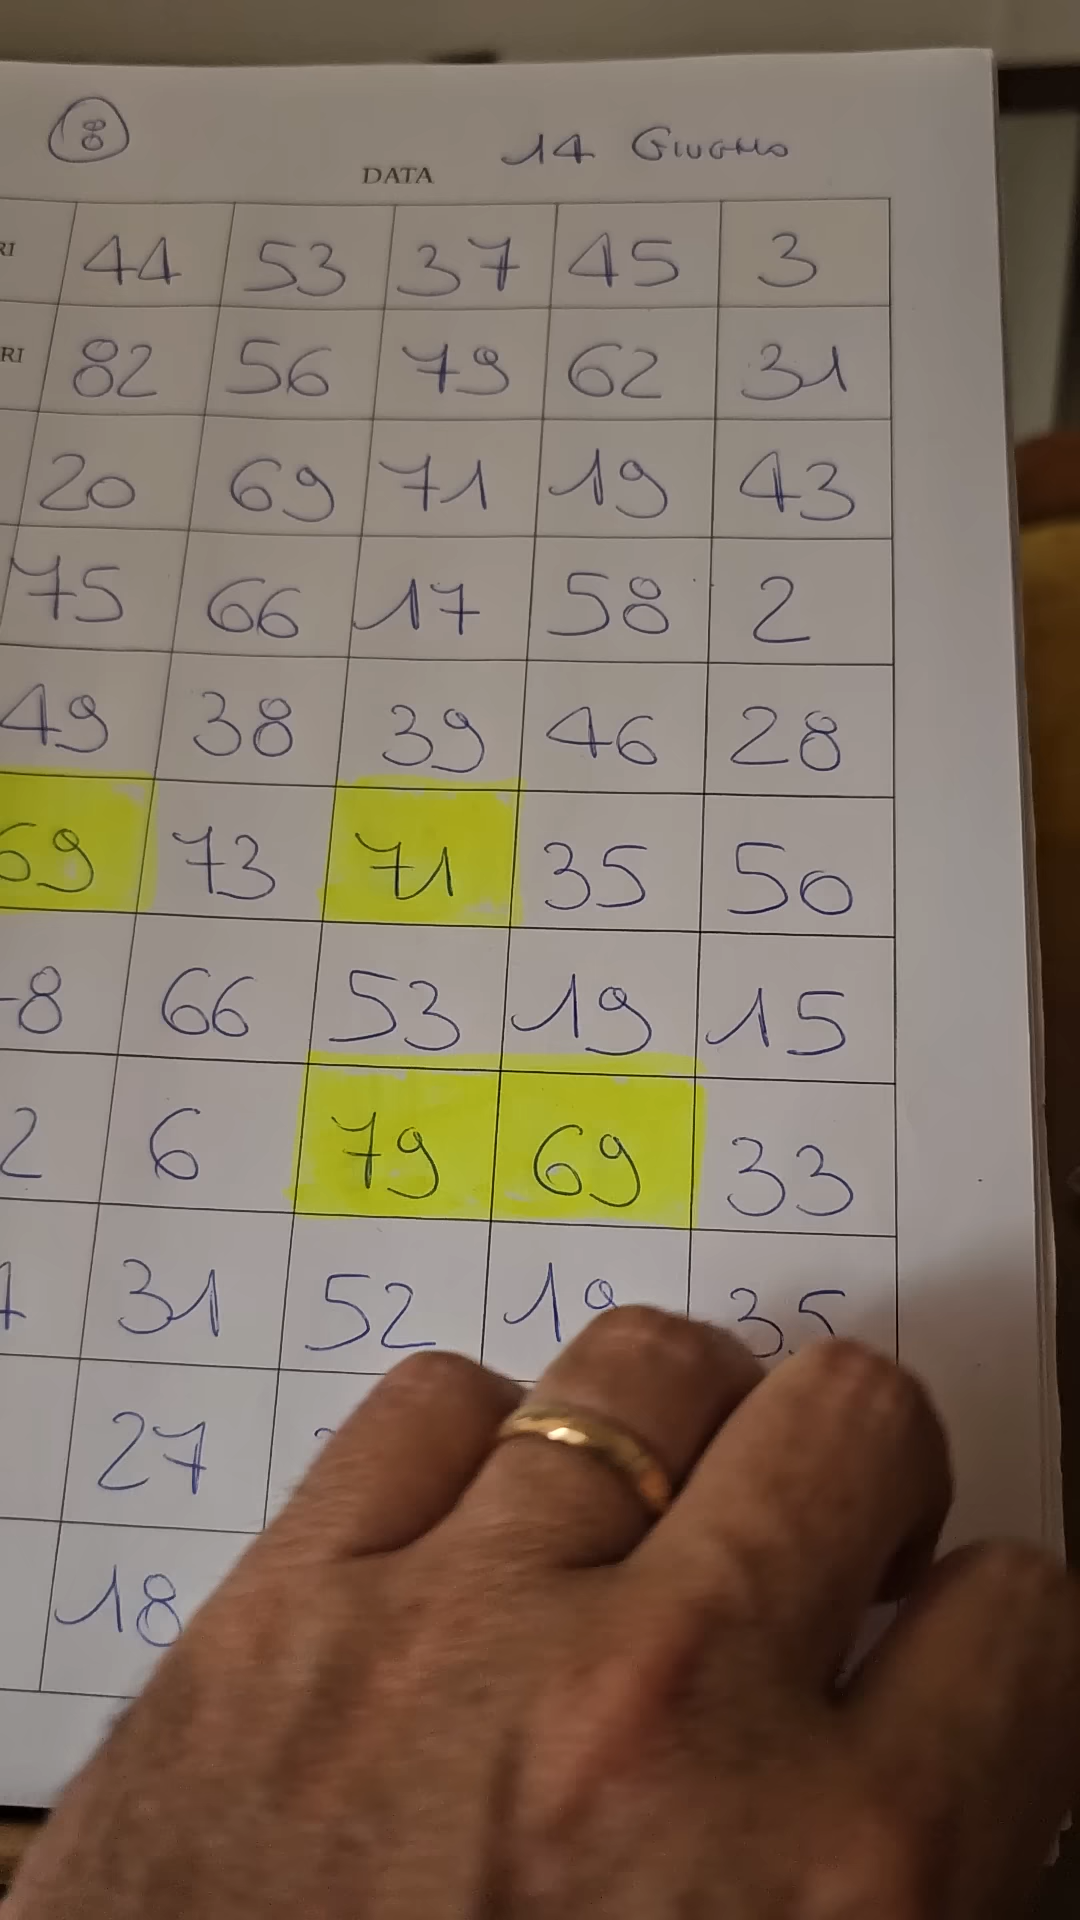 8
DATA 14 GIUGNO
RI 44 53 37 45 3
RI 82 56 79 62 31
20 69 71 19 43
75 66 17 58 2
49 38 39 46 28
69 73 71 35 50
8 66 53 19 15
2 6 79 69 33
31 52 19 35
27
18